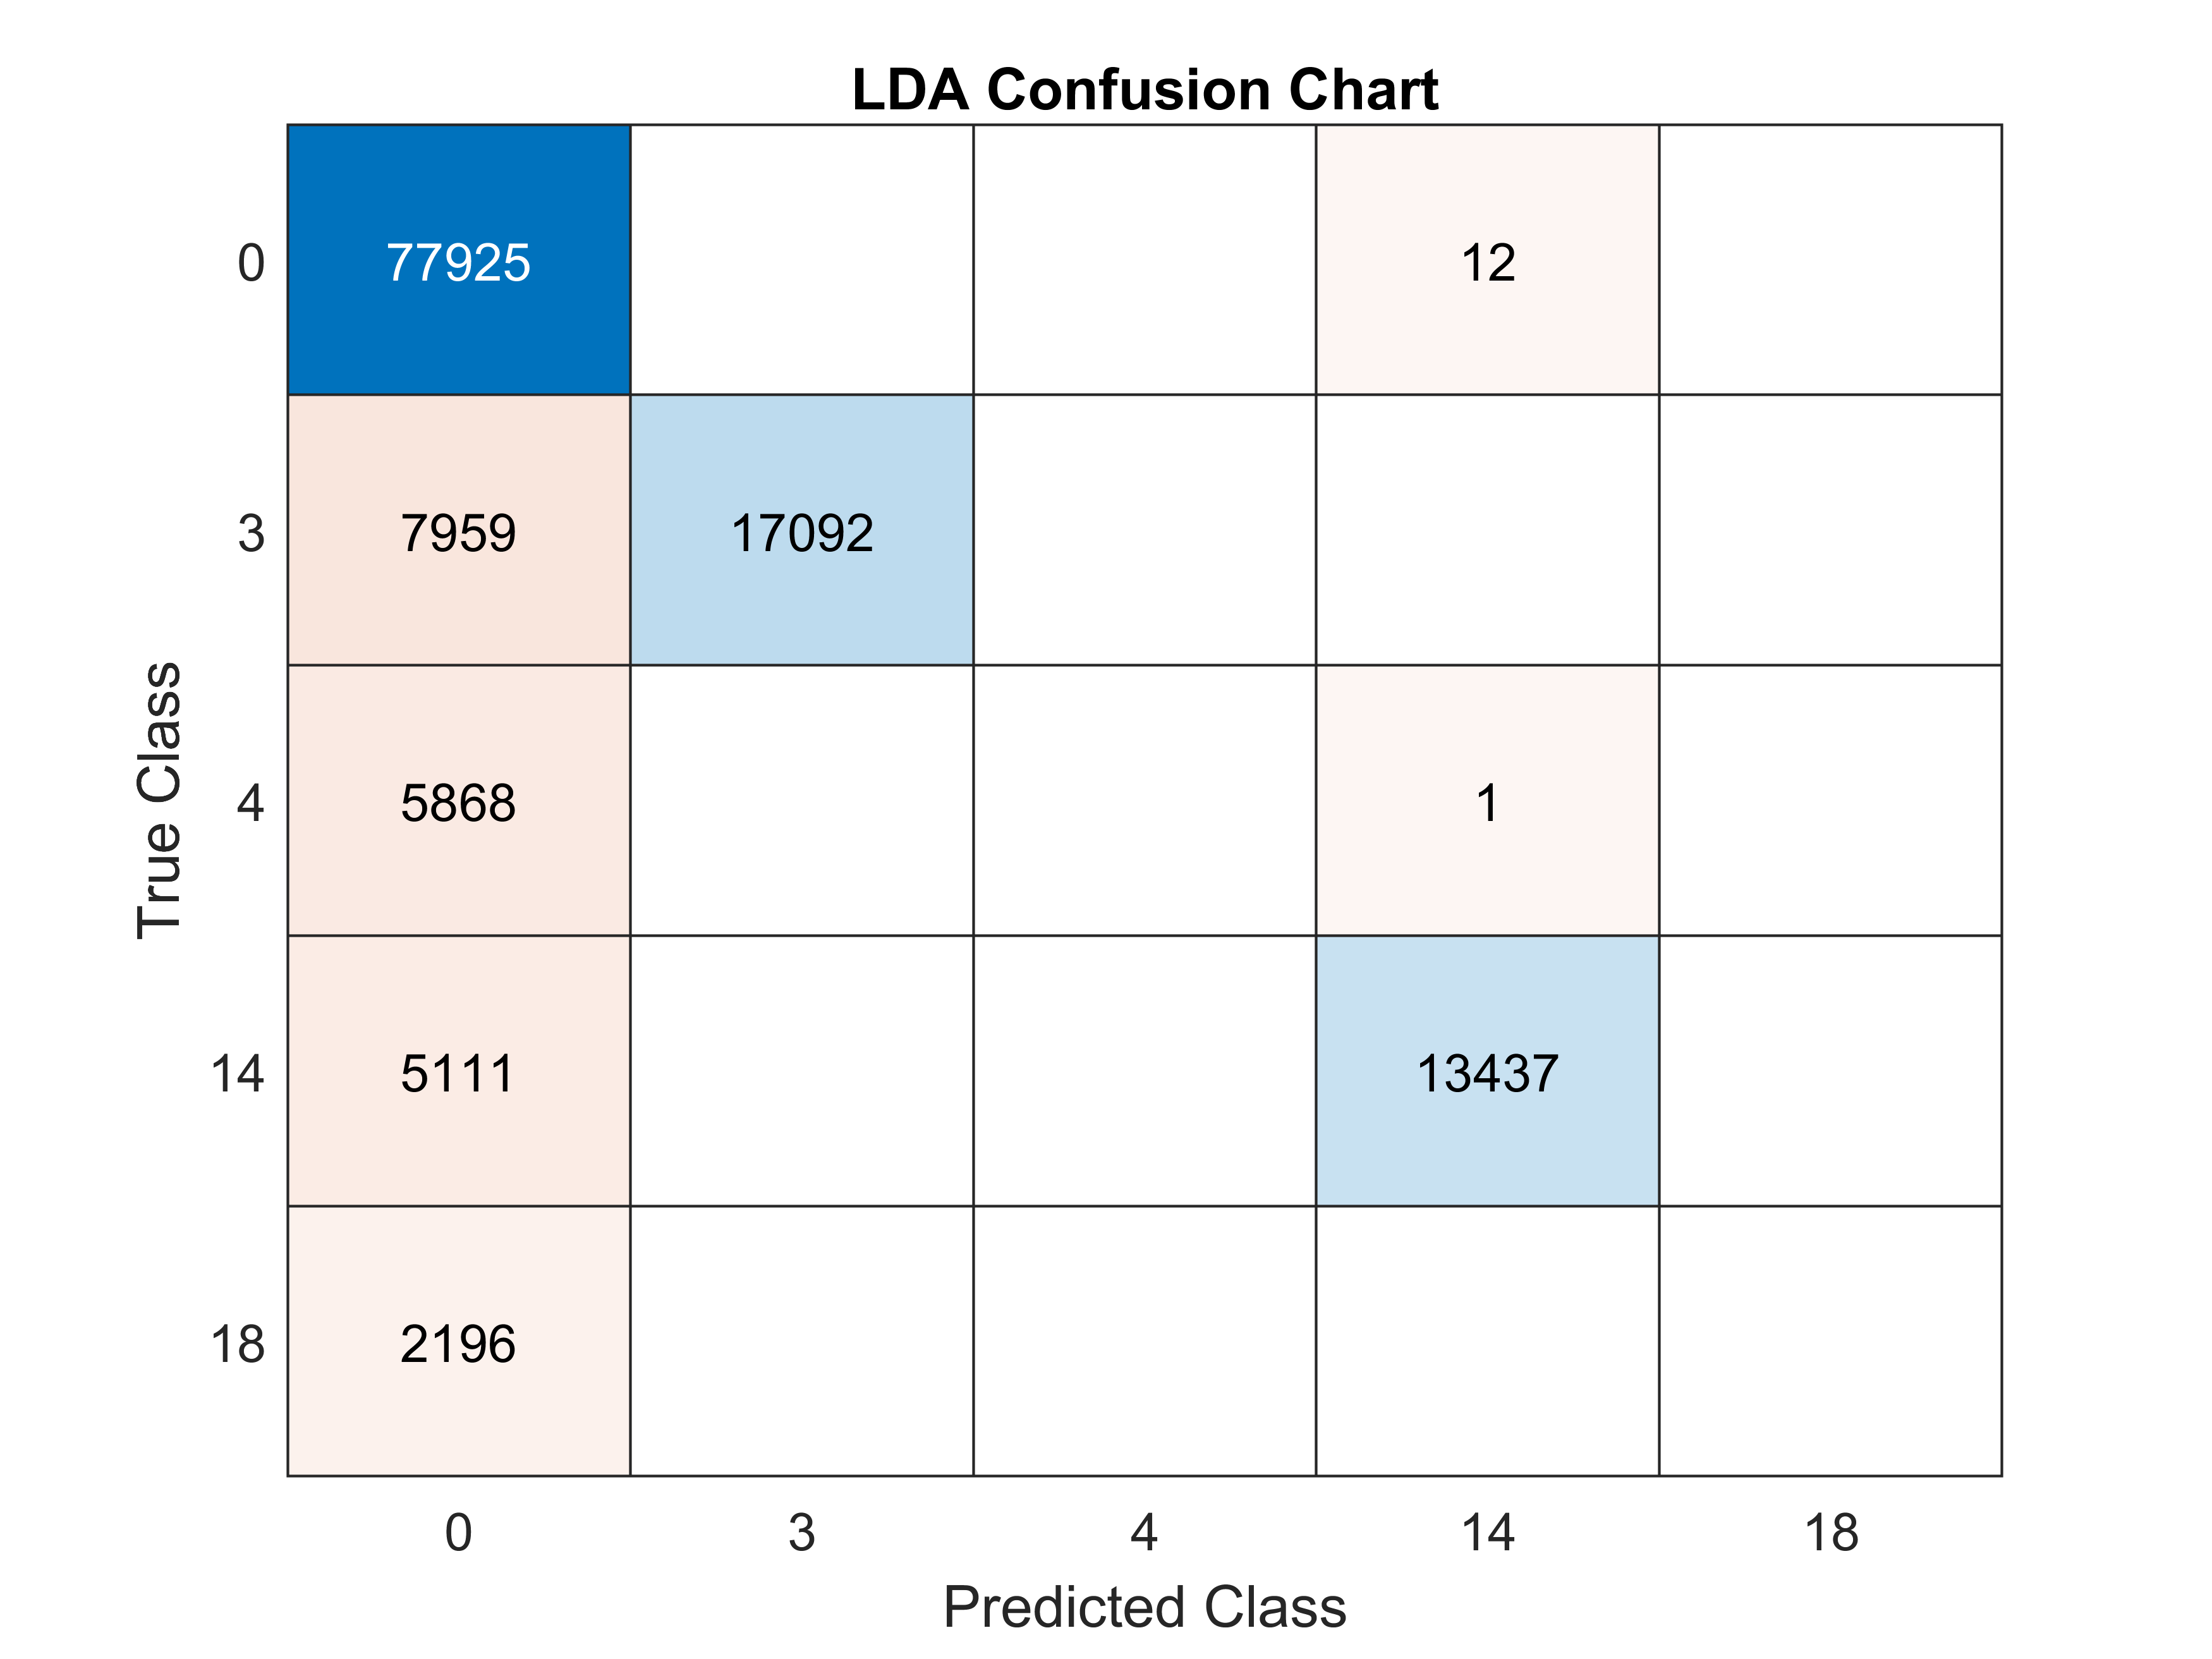 LDA Confusion Chart
0 77925 12
3 7959 17092
4 5868 1
14 5111 13437
18 2196
0 3 4 14 18
Predicted Class
True Class